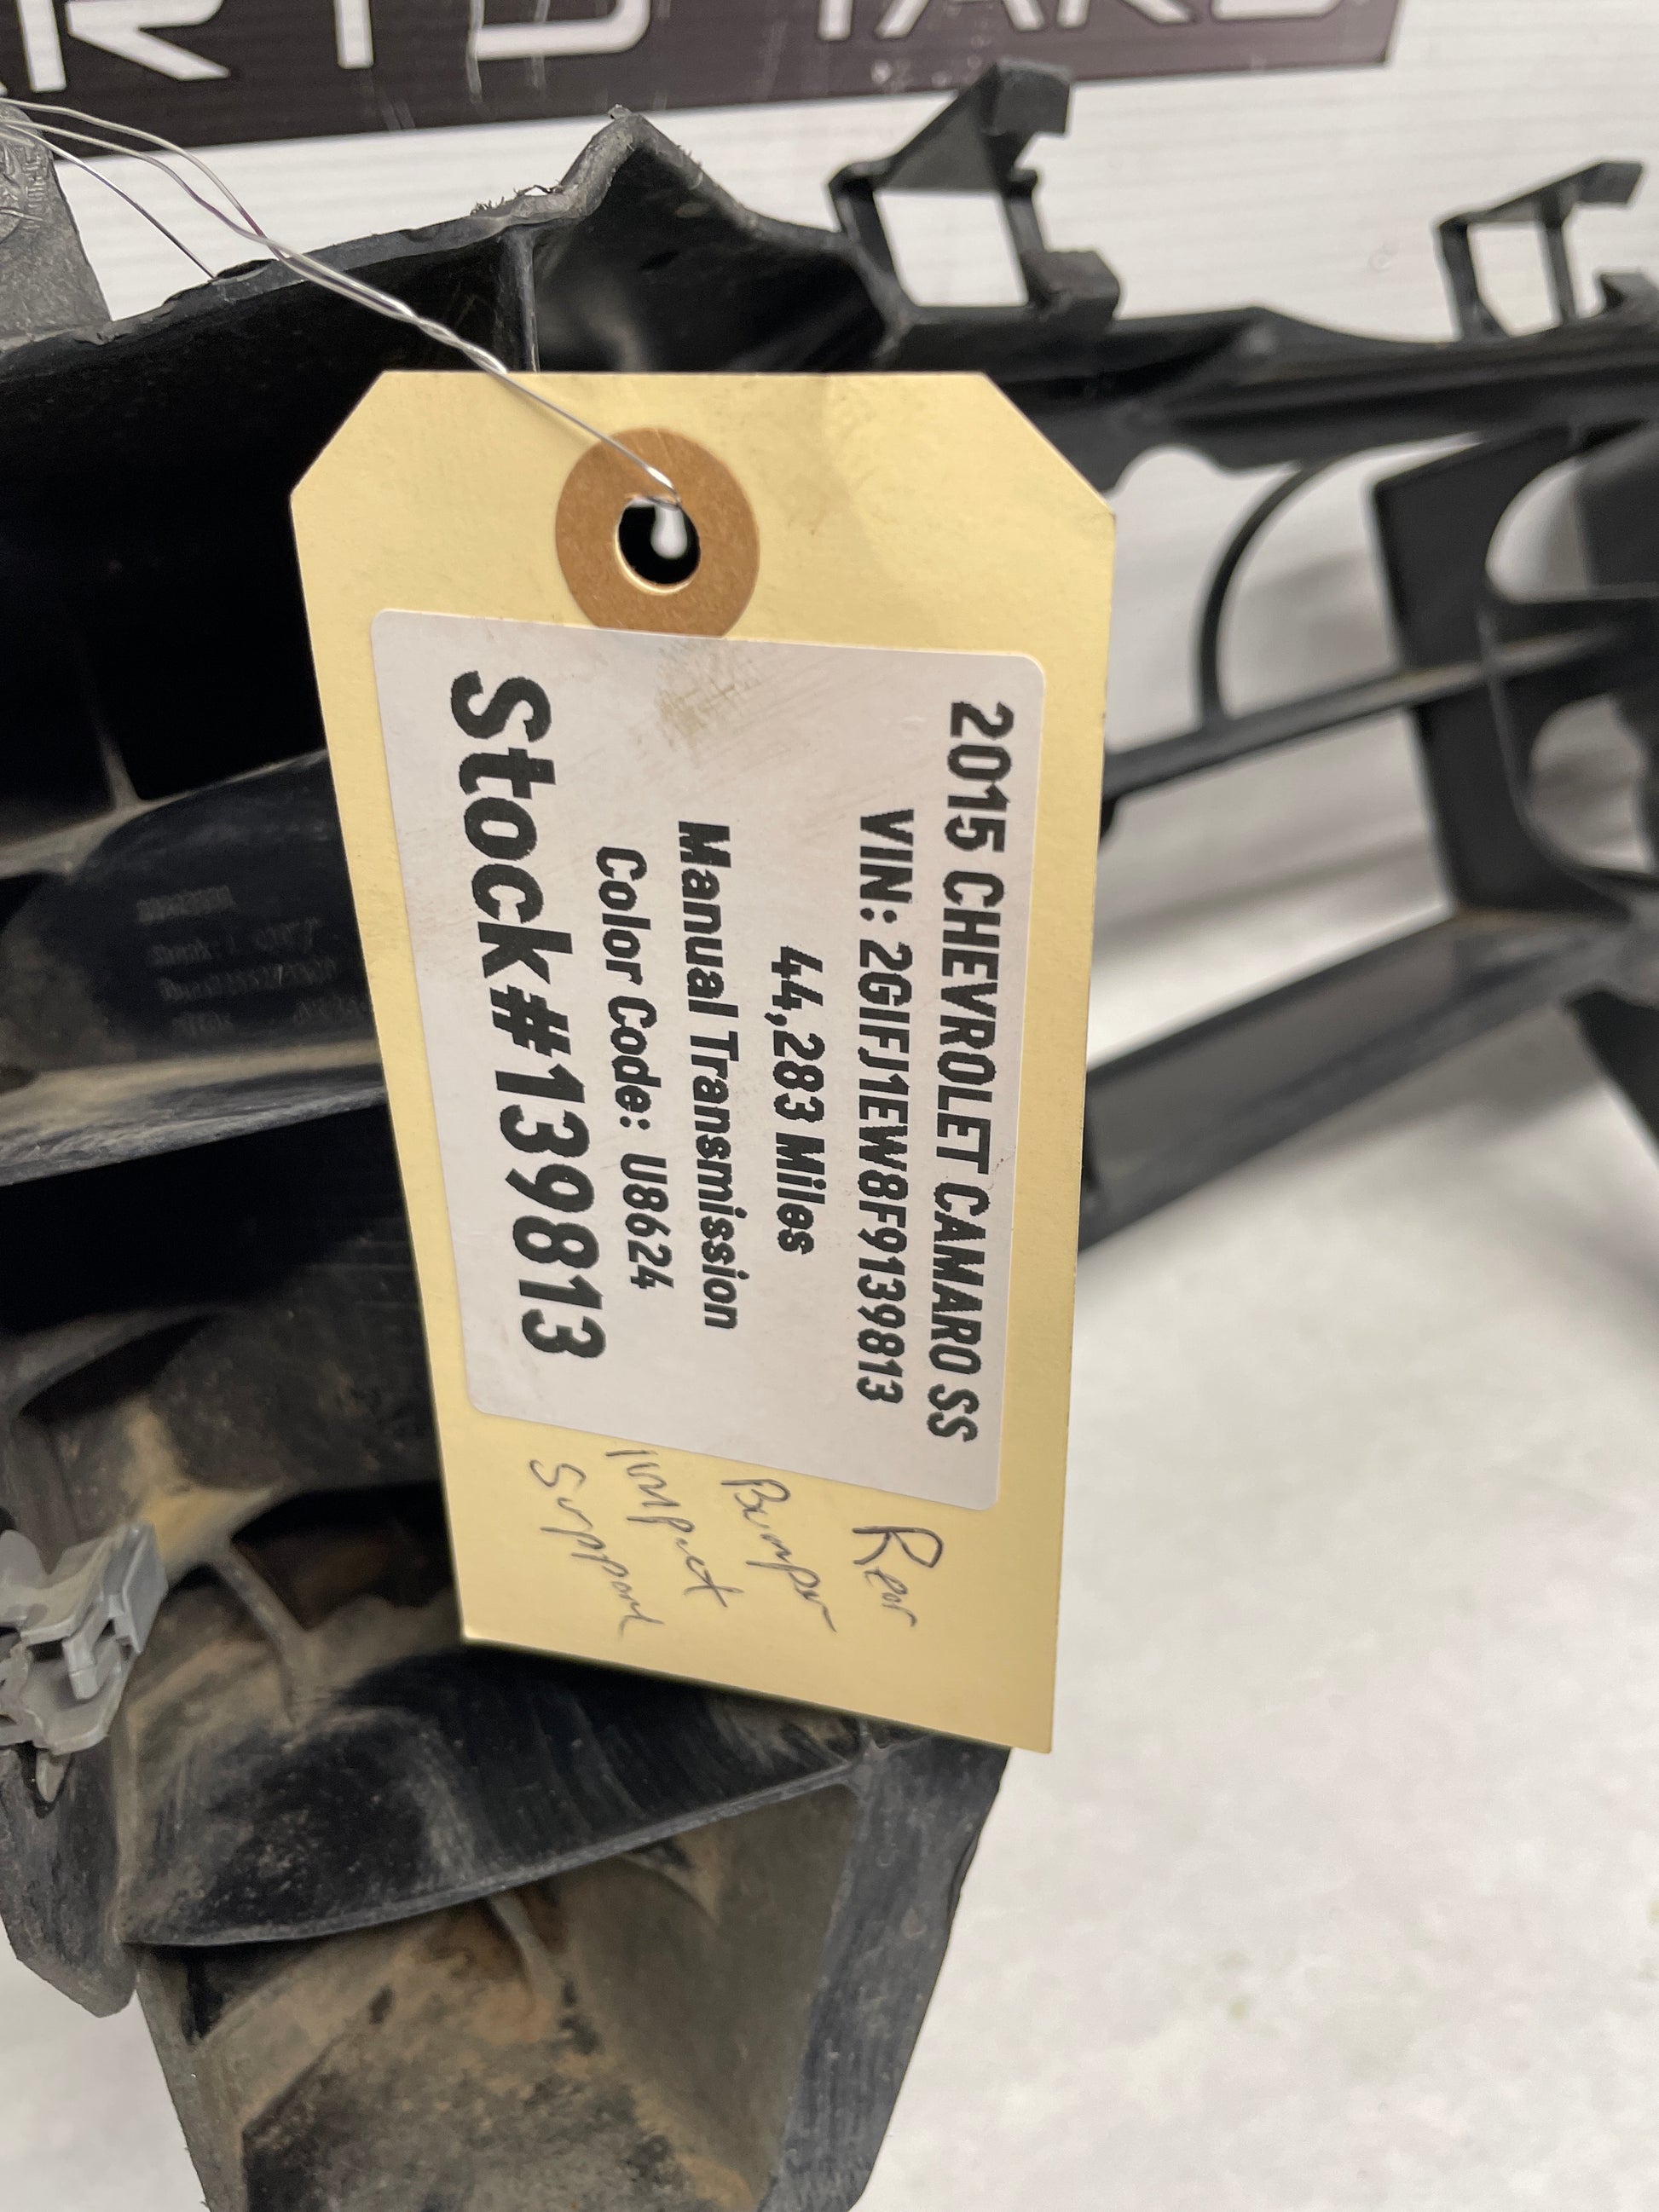 2015 CHEVROLET CAMARO SS
VIN: 2G1FJ1EW8F9139813
44,283 Miles
Manual Transmission
Color Code: U8624
Stock#139813
Rear
Bumper
Impact
Support